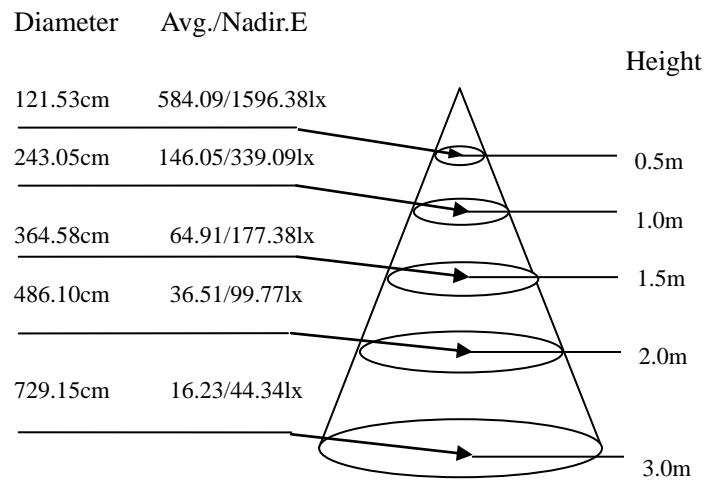 Diameter Avg./Nadir.E
Height
121.53cm 584.09/1596.38lx
0.5m
243.05cm 146.05/339.09lx
1.0m
364.58cm 64.91/177.38lx
1.5m
486.10cm 36.51/99.77lx
2.0m
729.15cm 16.23/44.34lx
3.0m